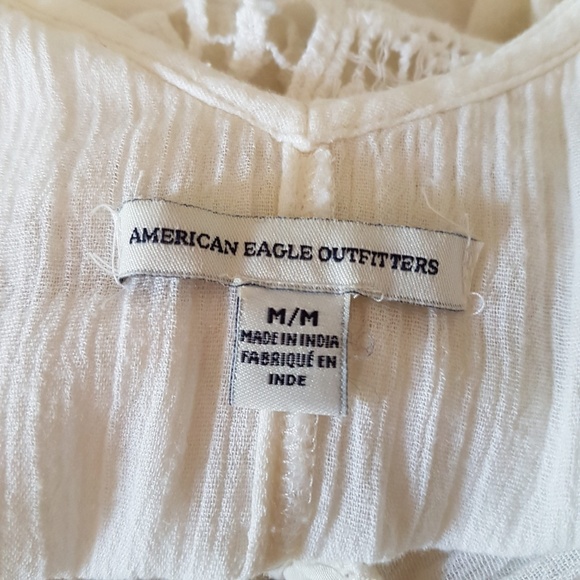 AMERICAN EAGLE OUTFITTERS
M/M
MADE IN INDIA
FABRIQUÉ EN
INDE